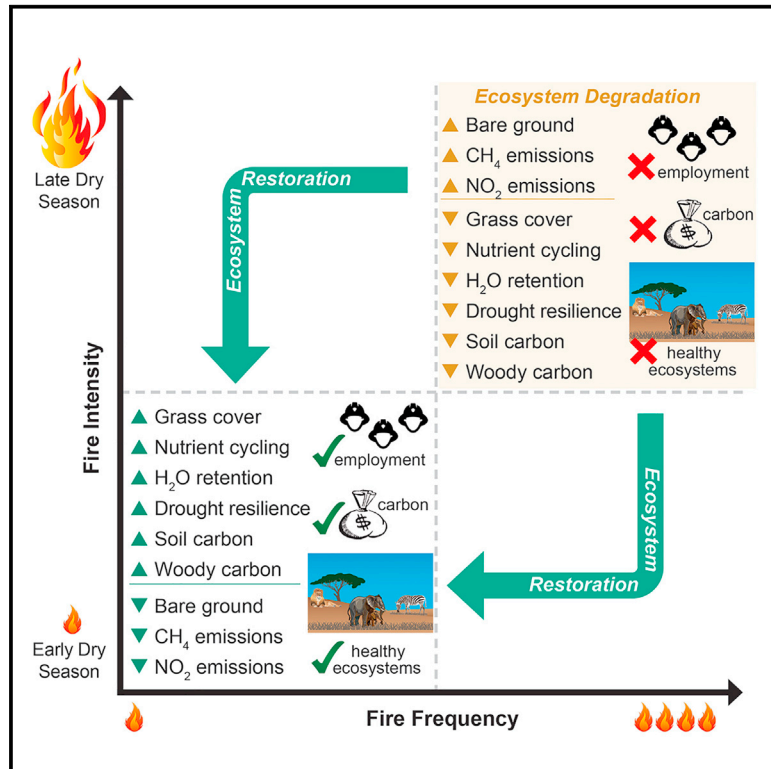 Ecosystem Degradation
Bare ground
CH₄ emissions
NO₂ emissions
employment
Grass cover
carbon
Nutrient cycling
H₂O retention
Drought resilience
Soil carbon
healthy
ecosystems
Woody carbon
$
Late Dry
Season
Restoration
Ecosystem
Fire Intensity
Grass cover
Nutrient cycling
employment
H₂O retention
Drought resilience
carbon
$
Soil carbon
Woody carbon
Bare ground
CH₄ emissions
NO₂ emissions
healthy
ecosystems
Ecosystem
Restoration
Early Dry
Season
Fire Frequency